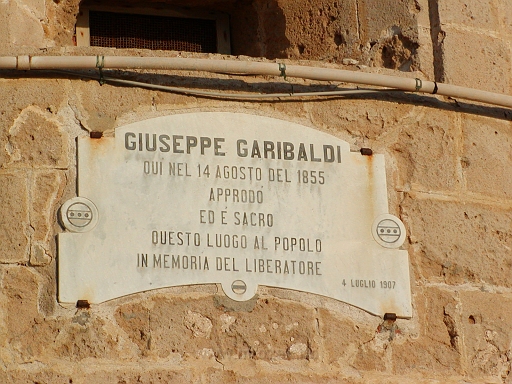 GIUSEPPE GARIBALDI
QUI NEL 14 AGOSTO DEL 1855
APPRODÒ
ED È SACRO
QUESTO LUOGO AL POPOLO
IN MEMORIA DEL LIBERATORE
4 LUGLIO 1907